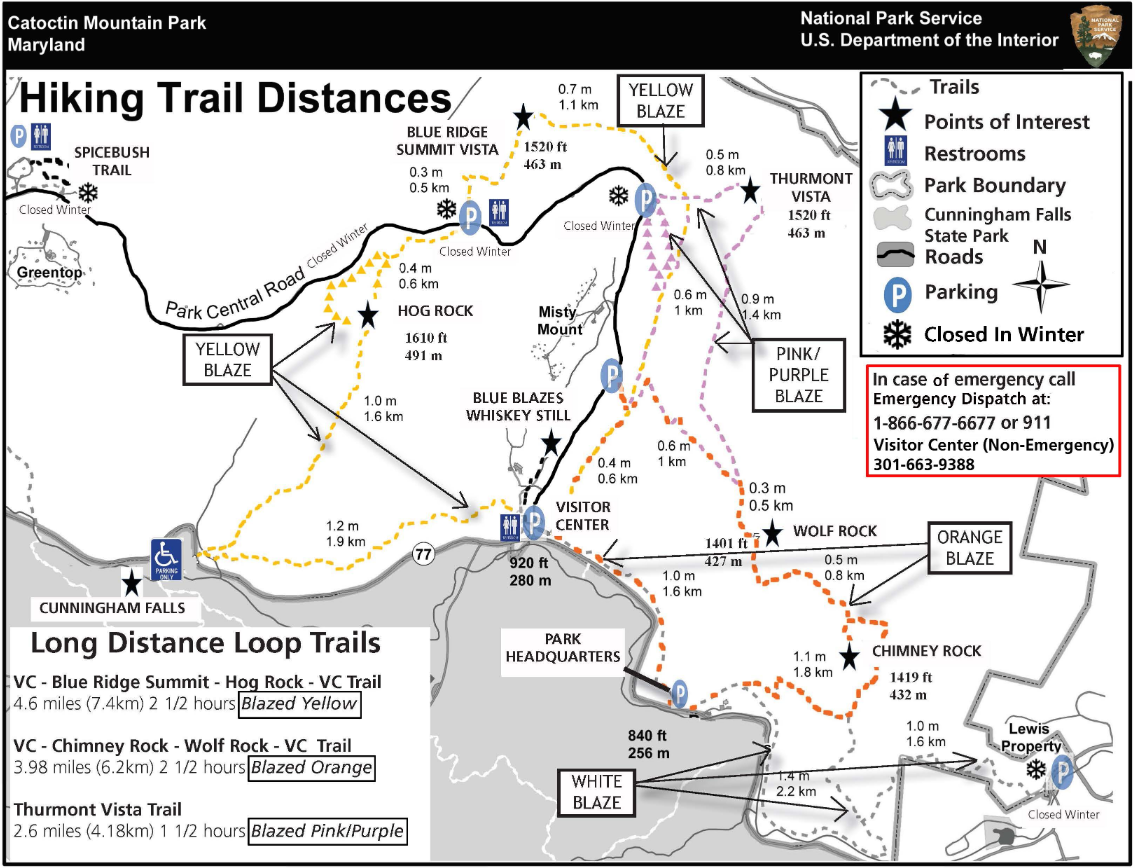 Catoctin Mountain Park
Maryland
National Park Service
U.S. Department of the Interior
NATIONAL
PARK
SERVICE
Hiking Trail Distances
P
SPICEBUSH
TRAIL
Closed Winter
Greentop
Park Central Road
Closed Winter
BLUE RIDGE
SUMMIT VISTA
0.3 m
0.5 km
P
Closed Winter
1520 ft
463 m
0.7 m
1.1 km
YELLOW
BLAZE
0.5 m
0.8 km
P
Closed Winter
THURMONT
VISTA
1520 ft
463 m
0.4 m
0.6 km
HOG ROCK
1610 ft
491 m
YELLOW
BLAZE
Misty
Mount
0.6 m
1 km
0.9 m
1.4 km
PINK/
PURPLE
BLAZE
P
BLUE BLAZES
WHISKEY STILL
1.0 m
1.6 km
0.6 m
1 km
0.4 m
0.6 km
0.3 m
0.5 km
VISITOR
CENTER
P
920 ft
280 m
1.2 m
1.9 km
77
PARKING
ONLY
CUNNINGHAM FALLS
WOLF ROCK
1401 ft
427 m
0.5 m
0.8 km
ORANGE
BLAZE
1.0 m
1.6 km
PARK
HEADQUARTERS
P
840 ft
256 m
1.1 m
1.8 km
CHIMNEY ROCK
1419 ft
432 m
1.0 m
1.6 km
Lewis
Property
P
Closed Winter
1.4 m
2.2 km
WHITE
BLAZE
Trails
Points of Interest
Restrooms
Park Boundary
Cunningham Falls
State Park
Roads
N
P
Parking
Closed In Winter
In case of emergency call
Emergency Dispatch at:
1-866-677-6677 or 911
Visitor Center (Non-Emergency)
301-663-9388
Long Distance Loop Trails
VC - Blue Ridge Summit - Hog Rock - VC Trail
4.6 miles (7.4km) 2 1/2 hours Blazed Yellow
VC - Chimney Rock - Wolf Rock - VC Trail
3.98 miles (6.2km) 2 1/2 hours Blazed Orange
Thurmont Vista Trail
2.6 miles (4.18km) 1 1/2 hours Blazed Pink/Purple